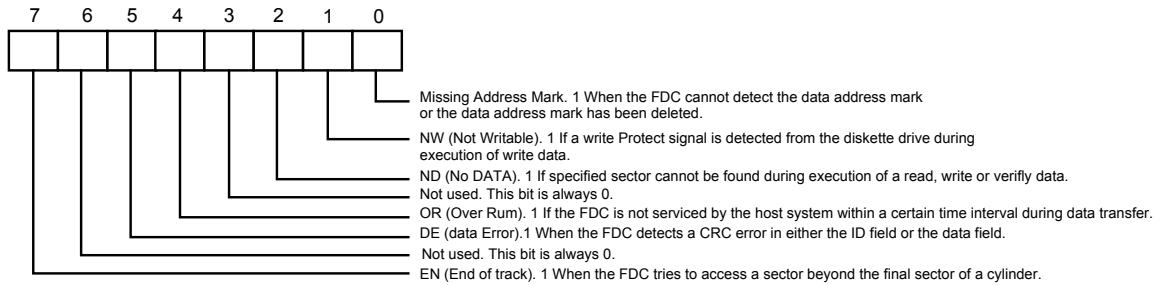 7 6 5 4 3 2 1 0
Missing Address Mark. 1 When the FDC cannot detect the data address mark
or the data address mark has been deleted.
NW (Not Writable). 1 If a write Protect signal is detected from the diskette drive during
execution of write data.
ND (No DATA). 1 If specified sector cannot be found during execution of a read, write or verifly data.
Not used. This bit is always 0.
OR (Over Rum). 1 If the FDC is not serviced by the host system within a certain time interval during data transfer.
DE (data Error).1 When the FDC detects a CRC error in either the ID field or the data field.
Not used. This bit is always 0.
EN (End of track). 1 When the FDC tries to access a sector beyond the final sector of a cylinder.